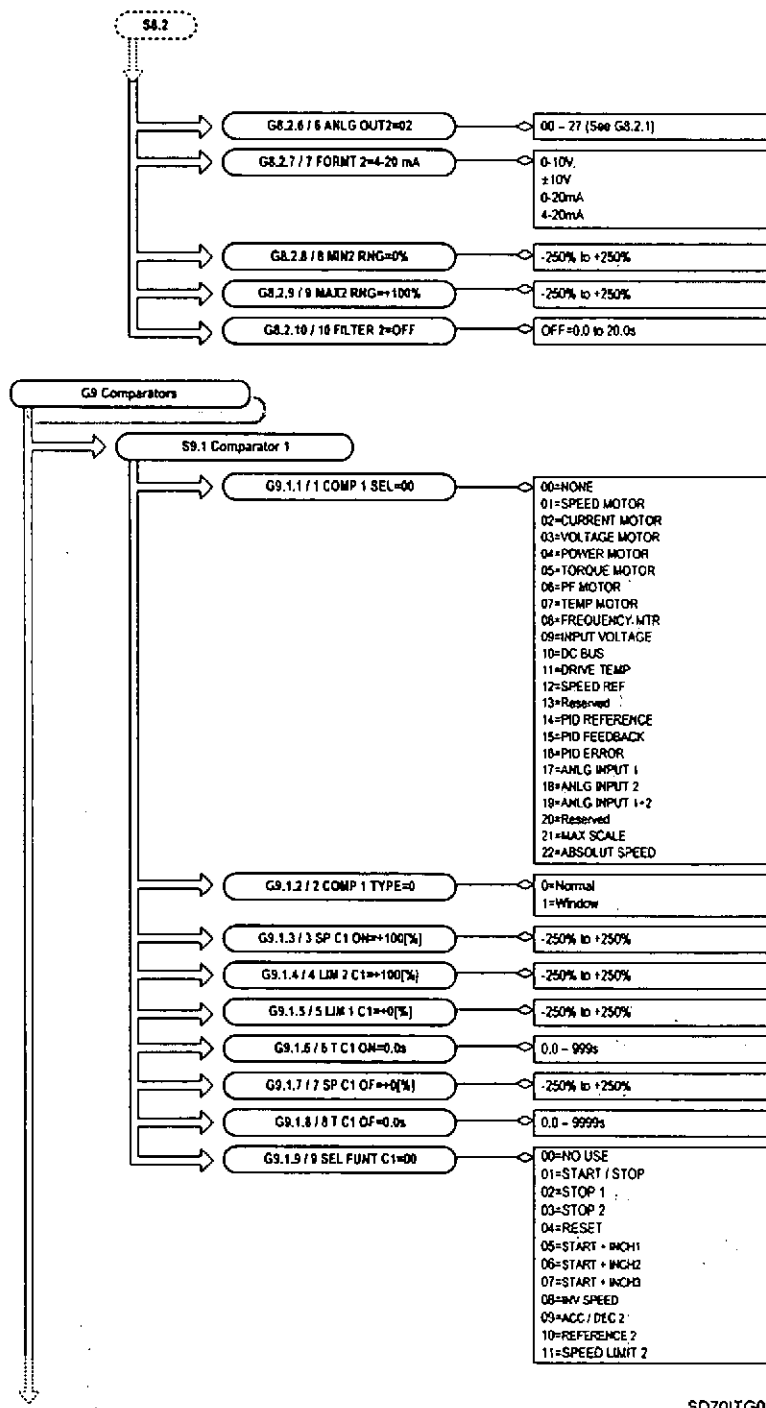 S8.2
G8.2.6 / 6 ANLG OUT2=02
00 – 27 (See G8.2.1)
G8.2.7 / 7 FORMT 2=4-20 mA
0-10V,
±10V
0-20mA
4-20mA
G8.2.8 / 8 MIN2 RNG=0%
-250% to +250%
G8.2.9 / 9 MAX2 RNG=+100%
-250% to +250%
G8.2.10 / 10 FILTER 2=OFF
OFF=0.0 to 20.0s
G9 Comparators
S9.1 Comparator 1
G9.1.1 / 1 COMP 1 SEL=00
00=NONE
01=SPEED MOTOR
02=CURRENT MOTOR
03=VOLTAGE MOTOR
04=POWER MOTOR
05=TORQUE MOTOR
06=PF MOTOR
07=TEMP MOTOR
08=FREQUENCY-MTR
09=INPUT VOLTAGE
10=DC BUS
11=DRIVE TEMP
12=SPEED REF
13=Reserved
14=PID REFERENCE
15=PID FEEDBACK
16=PID ERROR
17=ANLG INPUT 1
18=ANLG INPUT 2
19=ANLG INPUT 1+2
20=Reserved
21=MAX SCALE
22=ABSOLUT SPEED
G9.1.2 / 2 COMP 1 TYPE=0
0=Normal
1=Window
G9.1.3 / 3 SP C1 ON=+100[%]
-250% to +250%
G9.1.4 / 4 LIM 2 C1=+100[%]
-250% to +250%
G9.1.5 / 5 LIM 1 C1=+0[%]
-250% to +250%
G9.1.6 / 6 T C1 ON=0.0s
0.0 – 999s
G9.1.7 / 7 SP C1 OF=+0[%]
-250% to +250%
G9.1.8 / 8 T C1 OF=0.0s
0.0 – 9999s
G9.1.9 / 9 SEL FUNT C1=00
00=NO USE
01=START / STOP
02=STOP 1
03=STOP 2
04=RESET
05=START + INCH1
06=START + INCH2
07=START + INCH3
08=INV SPEED
09=ACC / DEC 2
10=REFERENCE 2
11=SPEED LIMIT 2